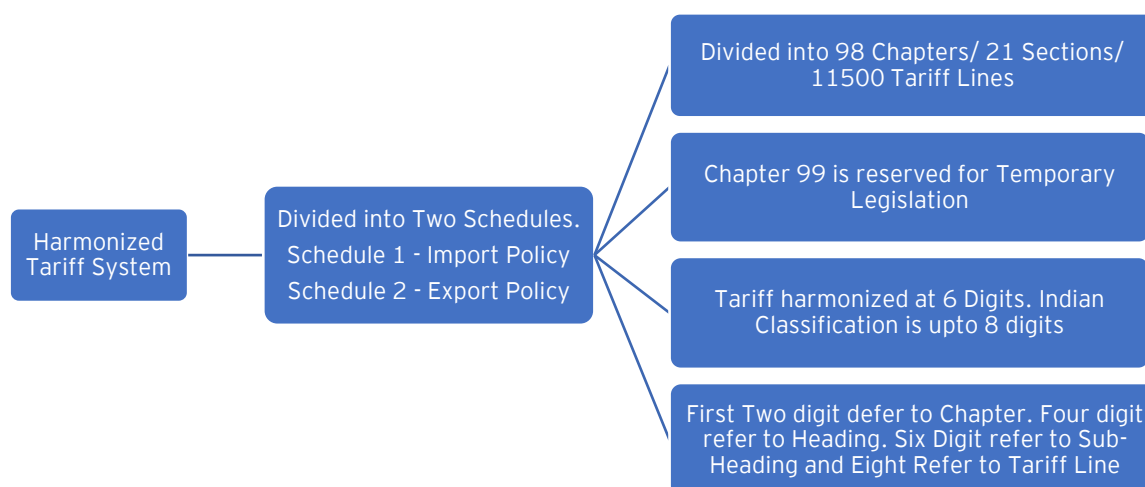 Harmonized
Tariff System
Divided into Two Schedules.
Schedule 1 - Import Policy
Schedule 2 - Export Policy
Divided into 98 Chapters/ 21 Sections/
11500 Tariff Lines
Chapter 99 is reserved for Temporary
Legislation
Tariff harmonized at 6 Digits. Indian
Classification is upto 8 digits
First Two digit defer to Chapter. Four digit
refer to Heading. Six Digit refer to Sub-
Heading and Eight Refer to Tariff Line